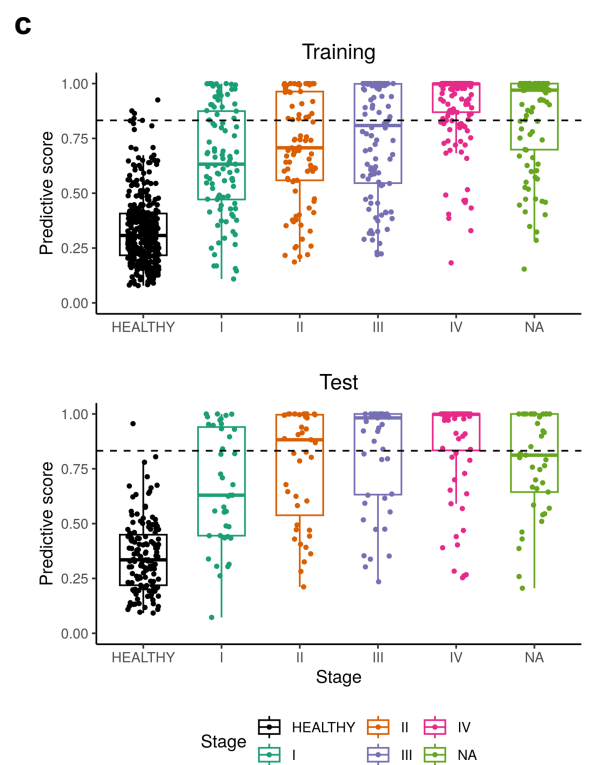 c
Training
Predictive score
1.00
0.75
0.50
0.25
0.00
HEALTHY I II III IV NA
Test
Predictive score
1.00
0.75
0.50
0.25
0.00
HEALTHY I II III IV NA
Stage
Stage HEALTHY II IV
I III NA